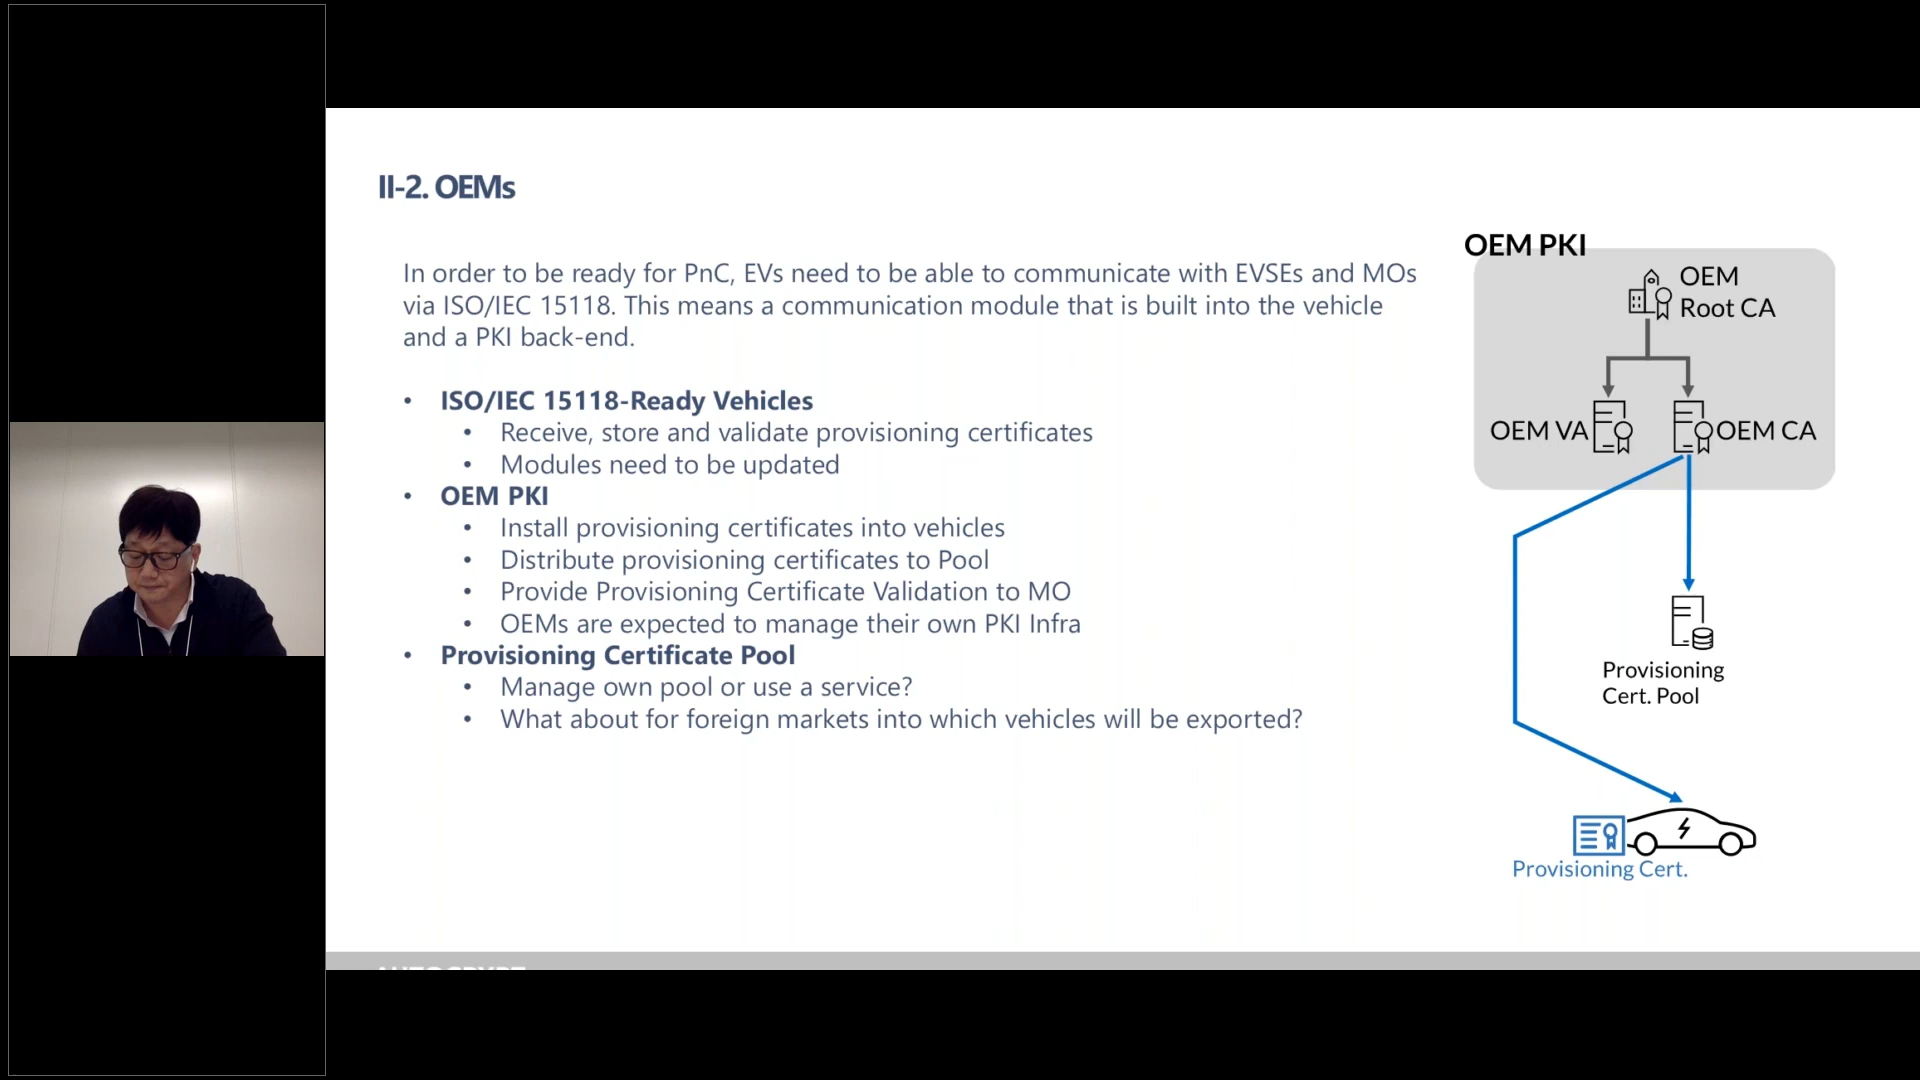 II-2. OEMs
In order to be ready for PnC, EVs need to be able to communicate with EVSEs and MOs
via ISO/IEC 15118. This means a communication module that is built into the vehicle
and a PKI back-end.
• ISO/IEC 15118-Ready Vehicles
• Receive, store and validate provisioning certificates
• Modules need to be updated
• OEM PKI
• Install provisioning certificates into vehicles
• Distribute provisioning certificates to Pool
• Provide Provisioning Certificate Validation to MO
• OEMs are expected to manage their own PKI Infra
• Provisioning Certificate Pool
• Manage own pool or use a service?
• What about for foreign markets into which vehicles will be exported?
OEM PKI
OEM
Root CA
OEM VA
OEM CA
Provisioning
Cert. Pool
Provisioning Cert.